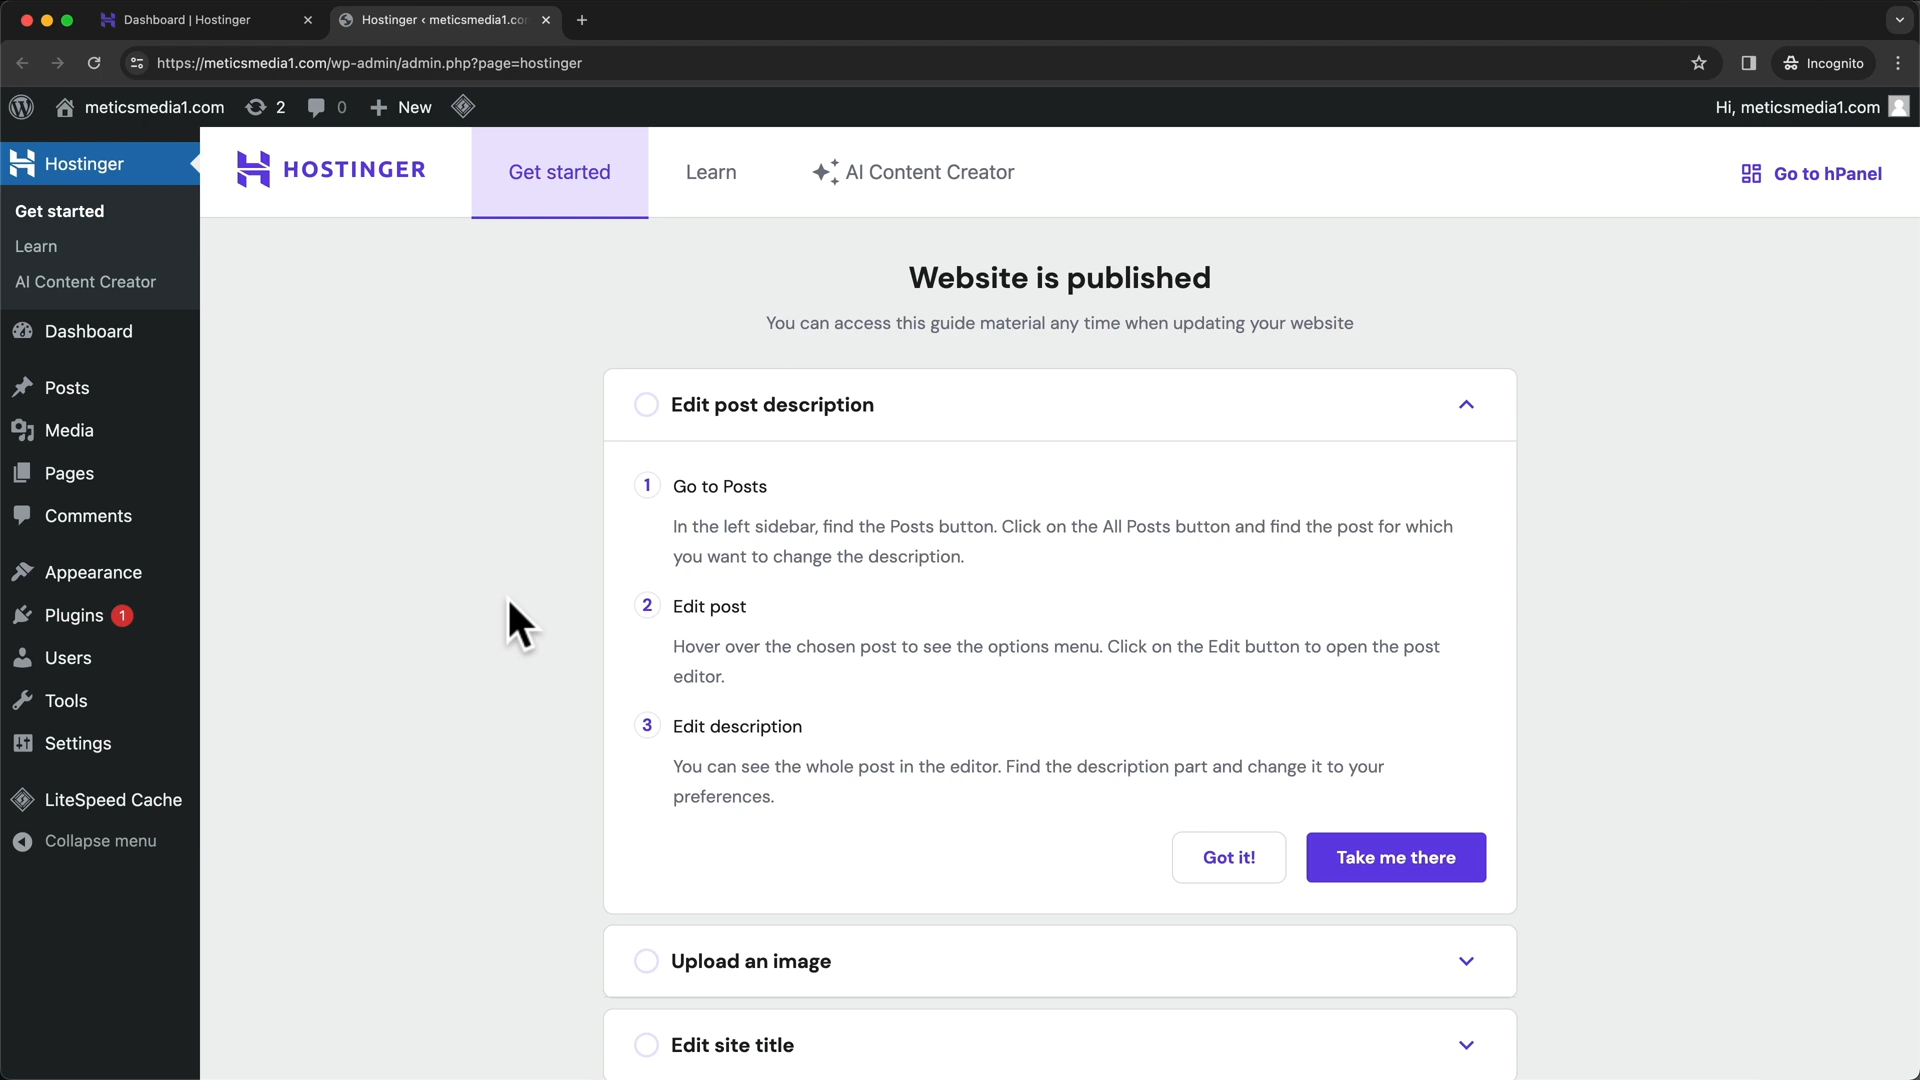 Dashboard | Hostinger
Hostinger ‹ meticsmedia1.co
https://meticsmedia1.com/wp-admin/admin.php?page=hostinger
Incognito
meticsmedia1.com
2
0
New
Hi, meticsmedia1.com
Hostinger
Get started
Learn
AI Content Creator
Dashboard
Posts
Media
Pages
Comments
Appearance
Plugins 1
Users
Tools
Settings
LiteSpeed Cache
Collapse menu
HOSTINGER
Get started
Learn
AI Content Creator
Go to hPanel
Website is published
You can access this guide material any time when updating your website
Edit post description
1 Go to Posts
In the left sidebar, find the Posts button. Click on the All Posts button and find the post for which
you want to change the description.
2 Edit post
Hover over the chosen post to see the options menu. Click on the Edit button to open the post
editor.
3 Edit description
You can see the whole post in the editor. Find the description part and change it to your
preferences.
Got it!
Take me there
Upload an image
Edit site title